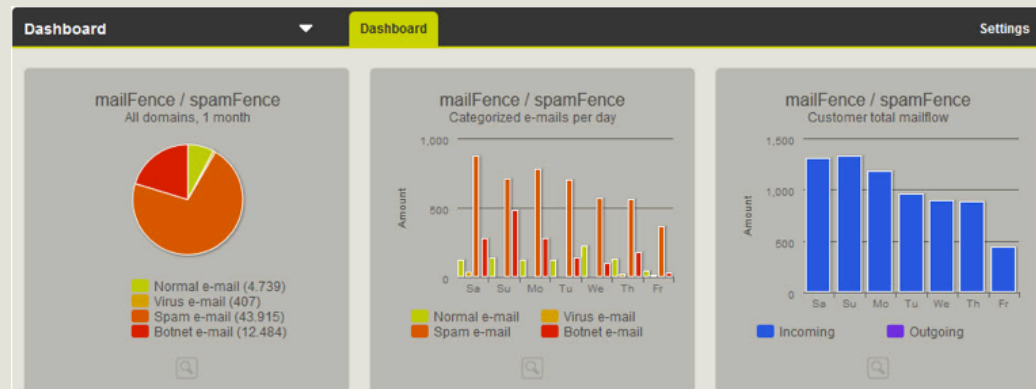 Dashboard
Dashboard
Settings
mailFence / spamFence
All domains, 1 month
Normal e-mail (4.739)
Virus e-mail (407)
Spam e-mail (43.915)
Botnet e-mail (12.484)
mailFence / spamFence
Categorized e-mails per day
1,000
500
0
Amount
Sa Su Mo Tu We Th Fr
Normal e-mail Virus e-mail
Spam e-mail Botnet e-mail
mailFence / spamFence
Customer total mailflow
1,500
1,000
500
0
Amount
Sa Su Mo Tu We Th Fr
Incoming Outgoing